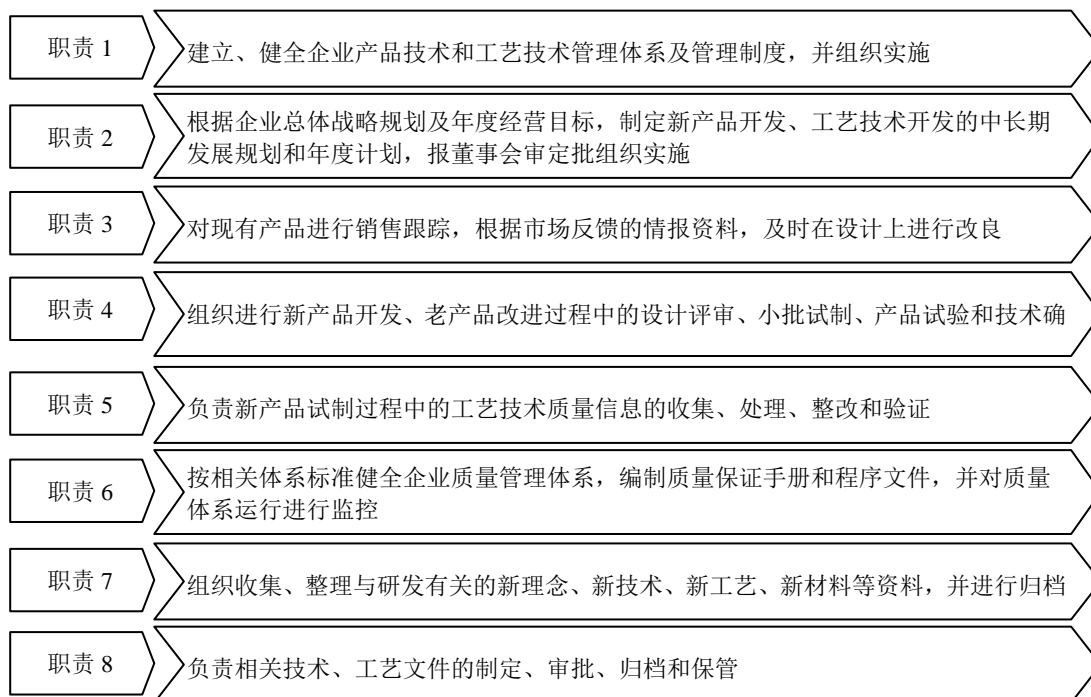 职责 1
建立、健全企业产品技术和工艺技术管理体系及管理制度，并组织实施
职责 2
根据企业总体战略规划及年度经营目标，制定新产品开发、工艺技术开发的中长期
发展规划和年度计划，报董事会审定批组织实施
职责 3
对现有产品进行销售跟踪，根据市场反馈的情报资料，及时在设计上进行改良
职责 4
组织进行新产品开发、老产品改进过程中的设计评审、小批试制、产品试验和技术确
职责 5
负责新产品试制过程中的工艺技术质量信息的收集、处理、整改和验证
职责 6
按相关体系标准健全企业质量管理体系，编制质量保证手册和程序文件，并对质量
体系运行进行监控
职责 7
组织收集、整理与研发有关的新理念、新技术、新工艺、新材料等资料，并进行归档
职责 8
负责相关技术、工艺文件的制定、审批、归档和保管